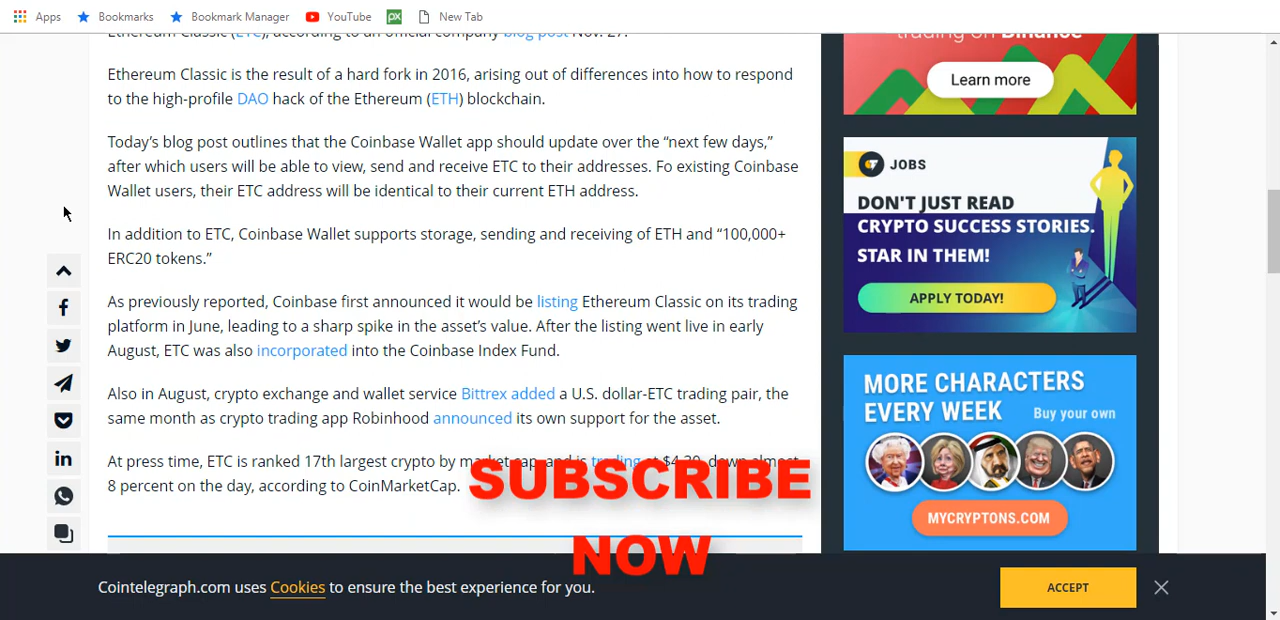 Apps Bookmarks Bookmark Manager YouTube px New Tab
Ethereum Classic (ETC), according to an official company blog post Nov. 27.
Ethereum Classic is the result of a hard fork in 2016, arising out of differences into how to respond
to the high-profile DAO hack of the Ethereum (ETH) blockchain.
Today’s blog post outlines that the Coinbase Wallet app should update over the “next few days,”
after which users will be able to view, send and receive ETC to their addresses. Fo existing Coinbase
Wallet users, their ETC address will be identical to their current ETH address.
In addition to ETC, Coinbase Wallet supports storage, sending and receiving of ETH and “100,000+
ERC20 tokens.”
As previously reported, Coinbase first announced it would be listing Ethereum Classic on its trading
platform in June, leading to a sharp spike in the asset’s value. After the listing went live in early
August, ETC was also incorporated into the Coinbase Index Fund.
Also in August, crypto exchange and wallet service Bittrex added a U.S. dollar-ETC trading pair, the
same month as crypto trading app Robinhood announced its own support for the asset.
At press time, ETC is ranked 17th largest crypto by market cap, and is trading at $4.39, down almost
8 percent on the day, according to CoinMarketCap.
SUBSCRIBE
NOW
trading on Binance
Learn more
JOBS
DON'T JUST READ
CRYPTO SUCCESS STORIES.
STAR IN THEM!
APPLY TODAY!
MORE CHARACTERS
EVERY WEEK Buy your own
MYCRYPTONS.COM
Cointelegraph.com uses Cookies to ensure the best experience for you.
ACCEPT